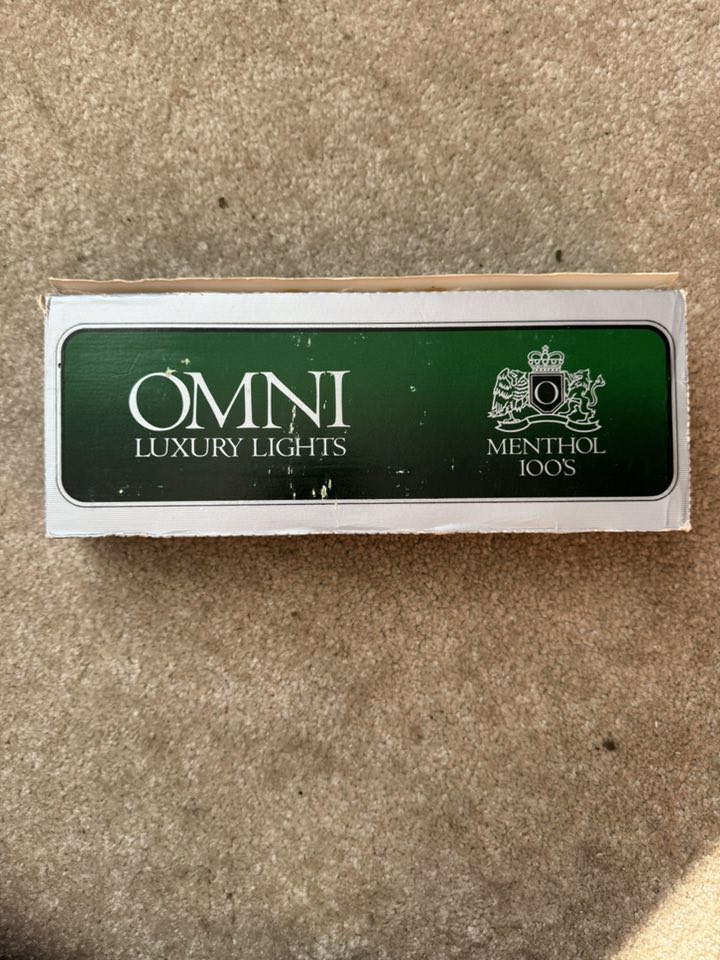 OMNI
LUXURY LIGHTS
O
MENTHOL
100'S